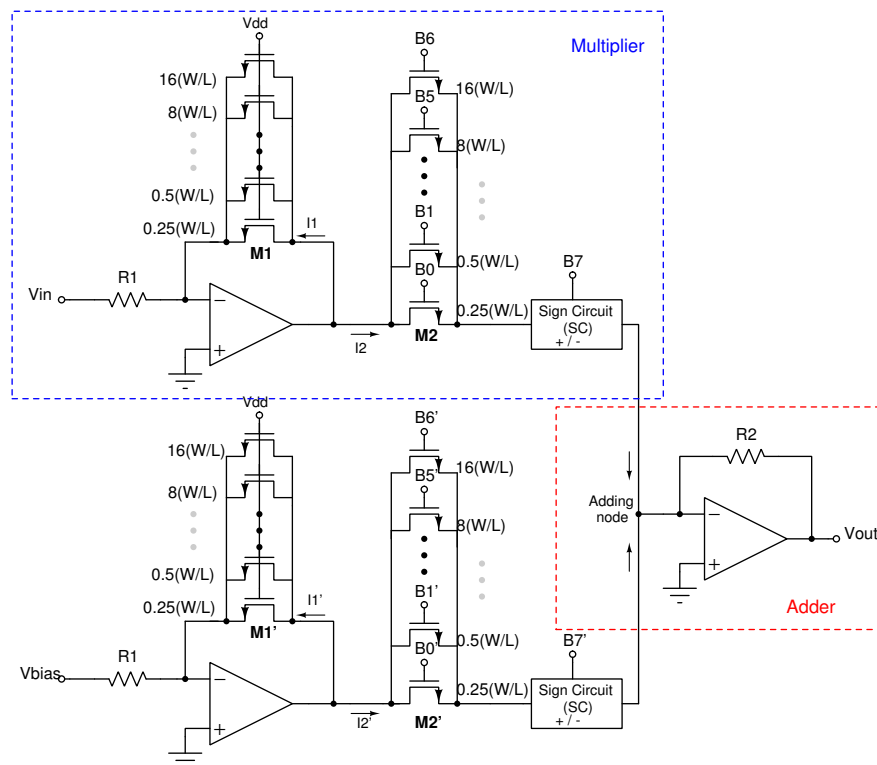 Multiplier
Vdd
16(W/L)
8(W/L)
0.5(W/L)
0.25(W/L)
I1
M1
R1
Vin
−
+
I2
B6
16(W/L)
B5
8(W/L)
B1
0.5(W/L)
B0
0.25(W/L)
M2
B7
Sign Circuit
(SC)
+ / -
Vdd
16(W/L)
8(W/L)
0.5(W/L)
0.25(W/L)
I1'
M1'
R1
Vbias
−
+
I2'
B6'
16(W/L)
B5'
8(W/L)
B1'
0.5(W/L)
B0'
0.25(W/L)
M2'
B7'
Sign Circuit
(SC)
+ / -
R2
Adding
node
−
+
Vout
Adder